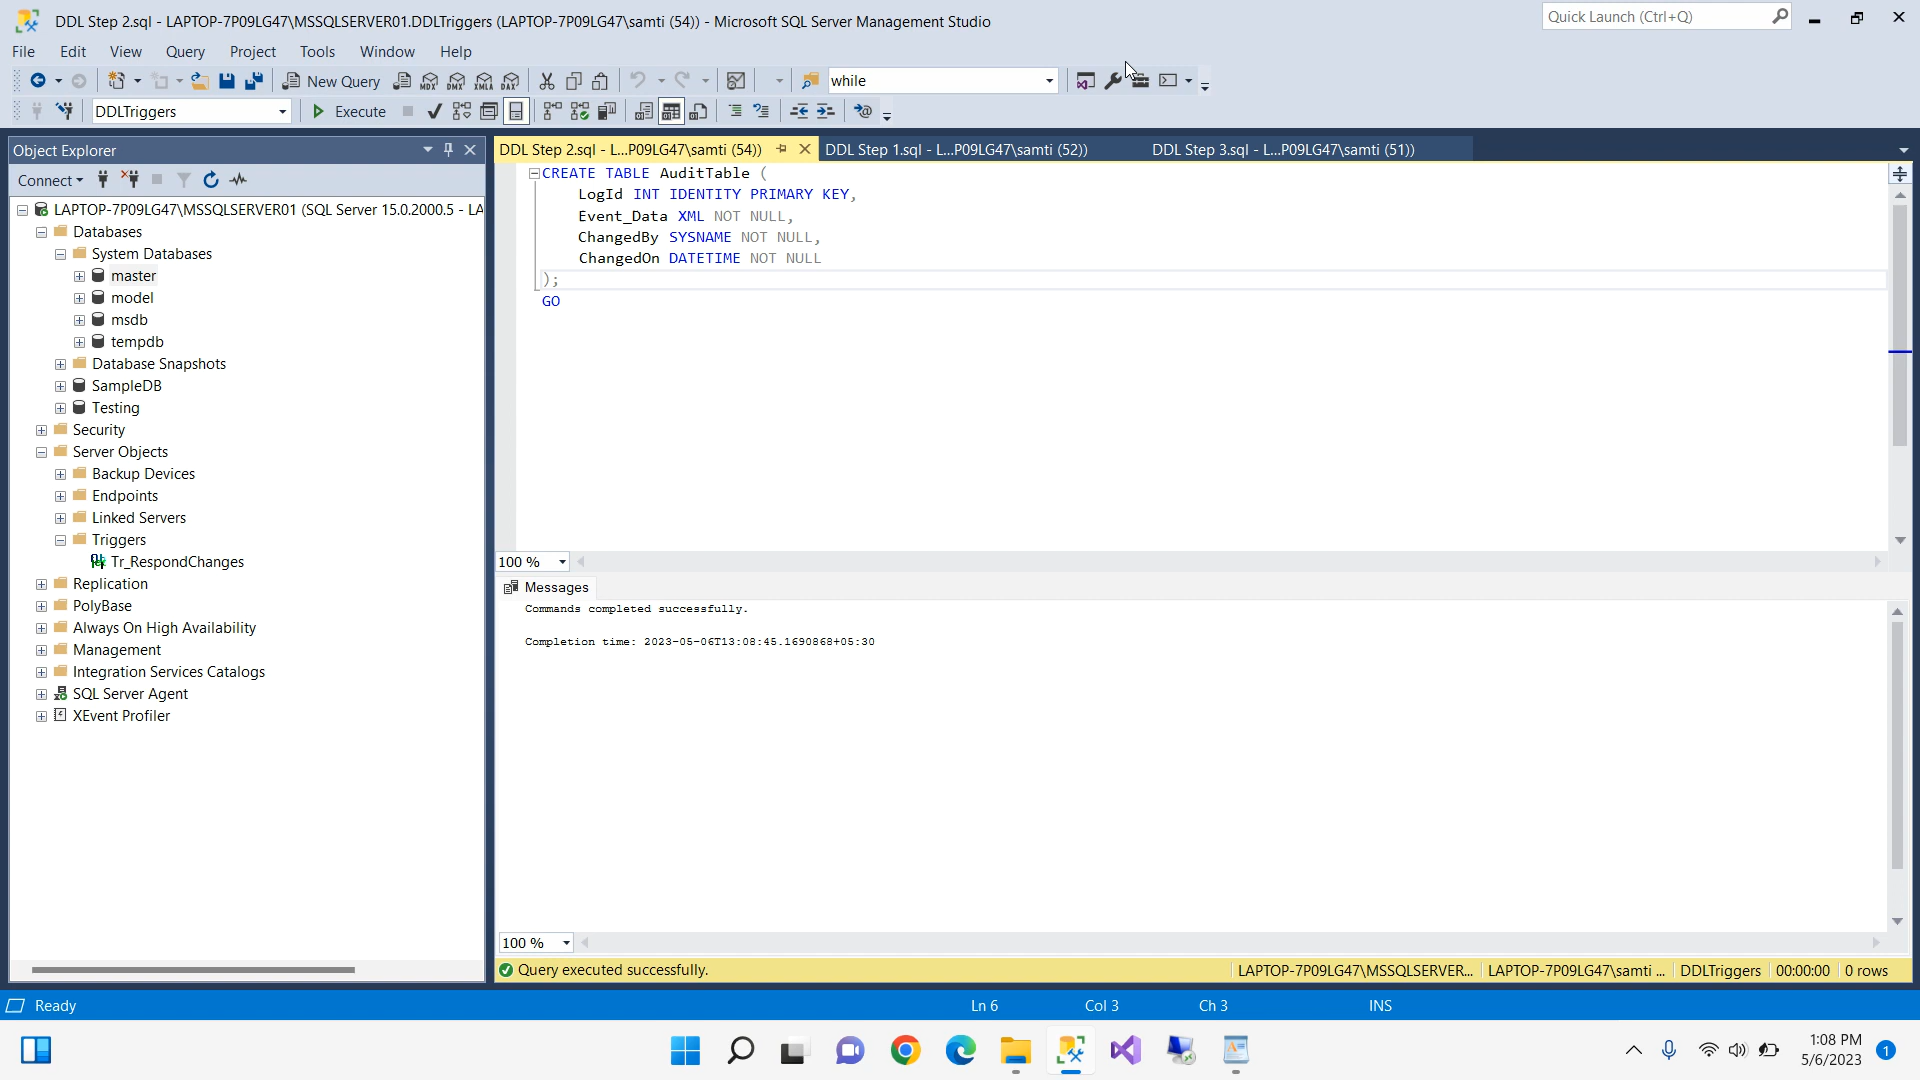 DDL Step 2.sql - LAPTOP-7P09LG47\MSSQLSERVER01.DDLTriggers (LAPTOP-7P09LG47\samti (54)) - Microsoft SQL Server Management Studio
Quick Launch (Ctrl+Q)
File Edit View Query Project Tools Window Help
New Query
MDX DMX XMLA DAX
while
DDLTriggers
Execute
Object Explorer
Connect
LAPTOP-7P09LG47\MSSQLSERVER01 (SQL Server 15.0.2000.5 - LA
Databases
System Databases
master
model
msdb
tempdb
Database Snapshots
SampleDB
Testing
Security
Server Objects
Backup Devices
Endpoints
Linked Servers
Triggers
Tr_RespondChanges
Replication
PolyBase
Always On High Availability
Management
Integration Services Catalogs
SQL Server Agent
XEvent Profiler
DDL Step 2.sql - L...P09LG47\samti (54))
DDL Step 1.sql - L...P09LG47\samti (52))
DDL Step 3.sql - L...P09LG47\samti (51))
CREATE TABLE AuditTable (
LogId INT IDENTITY PRIMARY KEY,
Event_Data XML NOT NULL,
ChangedBy SYSNAME NOT NULL,
ChangedOn DATETIME NOT NULL
);
GO
100 %
Messages
Commands completed successfully.
Completion time: 2023-05-06T13:08:45.1690868+05:30
100 %
Query executed successfully.
LAPTOP-7P09LG47\MSSQLSERVER... LAPTOP-7P09LG47\samti ... DDLTriggers 00:00:00 0 rows
Ready
Ln 6 Col 3 Ch 3 INS
1:08 PM
5/6/2023
1